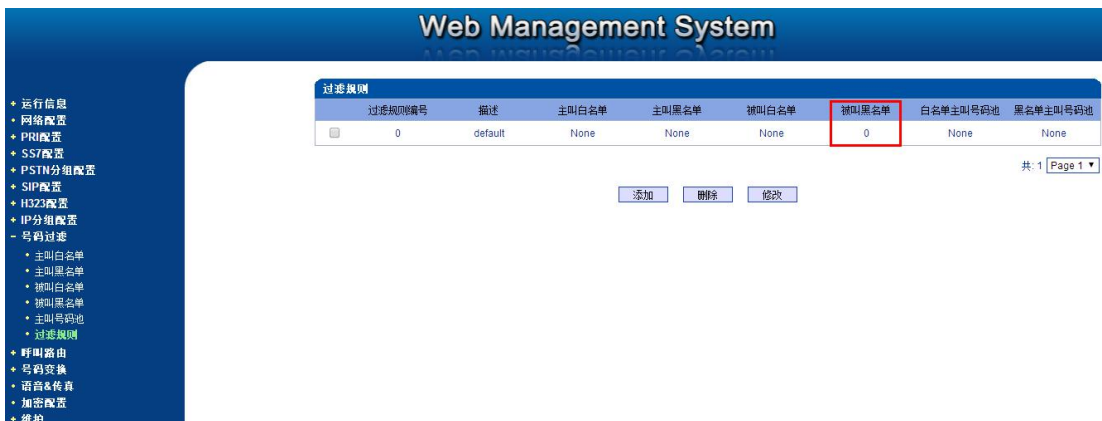 Web Management System
+ 运行信息
• 网络配置
+ PRI配置
+ SS7配置
+ PSTN分组配置
+ SIP配置
+ H323配置
+ IP分组配置
- 号码过滤
• 主叫白名单
• 主叫黑名单
• 被叫白名单
• 被叫黑名单
• 主叫号码池
• 过滤规则
+ 呼叫路由
+ 号码变换
• 语音&传真
• 加密配置
+ 维护
过滤规则
过滤规则编号 描述 主叫白名单 主叫黑名单 被叫白名单 被叫黑名单 白名单主叫号码池 黑名单主叫号码池
0 default None None None 0 None None
共: 1 Page 1 ▼
添加 删除 修改